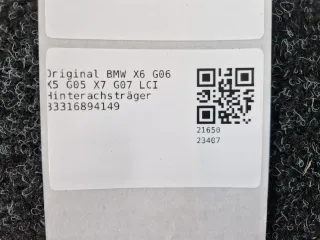 Original BMW X6 G06
X5 G05 X7 G07 LCI
Hinterachsträger
33316894149
21650
23407